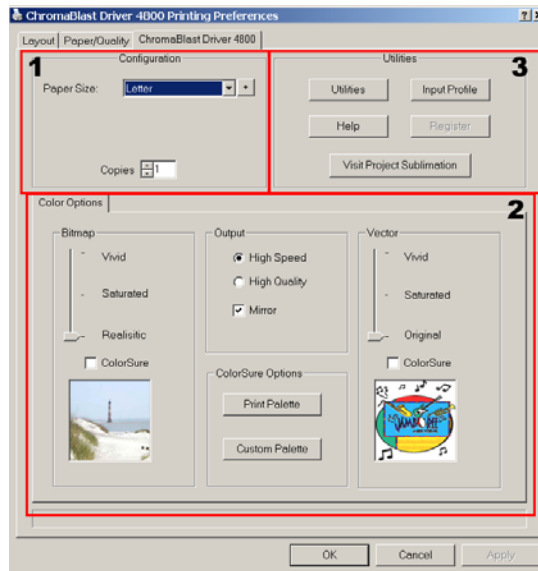 ChromaBlast Driver 4800 Printing Preferences
Layout Paper/Quality ChromaBlast Driver 4800
1
Configuration
Paper Size: Letter
Copies 1
Utilities
3
Utilities Input Profile
Help Register
Visit Project Sublimation
Color Options
2
Bitmap
Vivid
Saturated
Realisitic
ColorSure
Output
High Speed
High Quality
Mirror
ColorSure Options
Print Palette
Custom Palette
Vector
Vivid
Saturated
Original
ColorSure
JAMBOREE
OK Cancel Apply